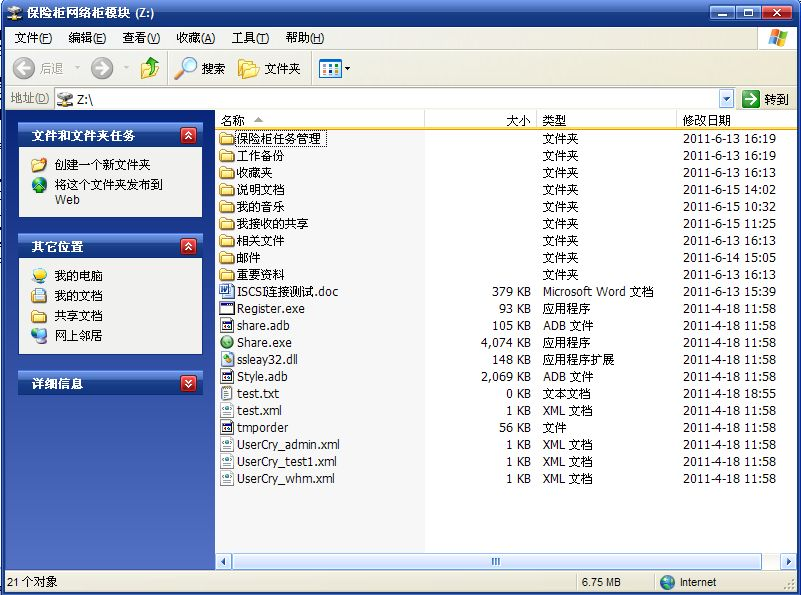 保险柜网络柜模块 (Z:)
文件(F) 编辑(E) 查看(V) 收藏(A) 工具(T) 帮助(H)
后退 搜索 文件夹
地址(D) Z:\ 转到
文件和文件夹任务
创建一个新文件夹
将这个文件夹发布到
Web
其它位置
我的电脑
我的文档
共享文档
网上邻居
详细信息
名称 大小 类型 修改日期
保险柜任务管理 文件夹 2011-6-13 16:19
工作备份 文件夹 2011-6-13 16:19
收藏夹 文件夹 2011-6-13 16:13
说明文档 文件夹 2011-6-15 14:02
我的音乐 文件夹 2011-6-15 10:32
我接收的共享 文件夹 2011-6-15 11:25
相关文件 文件夹 2011-6-13 16:13
邮件 文件夹 2011-6-14 15:05
重要资料 文件夹 2011-6-13 16:13
ISCSI连接测试.doc 379 KB Microsoft Word 文档 2011-6-13 15:39
Register.exe 93 KB 应用程序 2011-4-18 11:58
share.adb 105 KB ADB 文件 2011-4-18 11:58
Share.exe 4,074 KB 应用程序 2011-4-18 11:58
ssleay32.dll 148 KB 应用程序扩展 2011-4-18 11:58
Style.adb 2,069 KB ADB 文件 2011-4-18 11:58
test.txt 0 KB 文本文档 2011-4-18 18:55
test.xml 1 KB XML 文档 2011-4-18 11:58
tmporder 56 KB 文件 2011-4-18 11:58
UserCry_admin.xml 1 KB XML 文档 2011-4-18 11:58
UserCry_test1.xml 1 KB XML 文档 2011-4-18 11:58
UserCry_whm.xml 1 KB XML 文档 2011-4-18 11:58
21 个对象 6.75 MB Internet